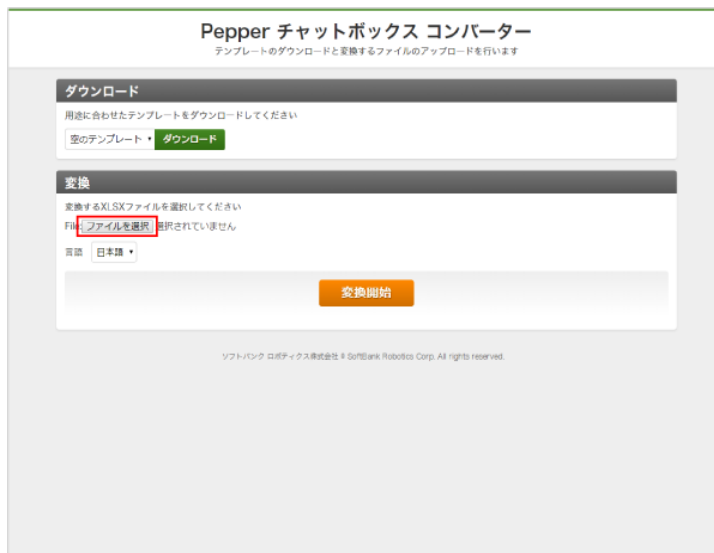 Pepper チャットボックス コンバーター
テンプレートのダウンロードと変換するファイルのアップロードを行います
ダウンロード
用途に合わせたテンプレートをダウンロードしてください
空のテンプレート ダウンロード
変換
変換するXLSXファイルを選択してください
File: ファイルを選択 選択されていません
言語 日本語
変換開始
ソフトバンク ロボティクス株式会社 © SoftBank Robotics Corp. All rights reserved.